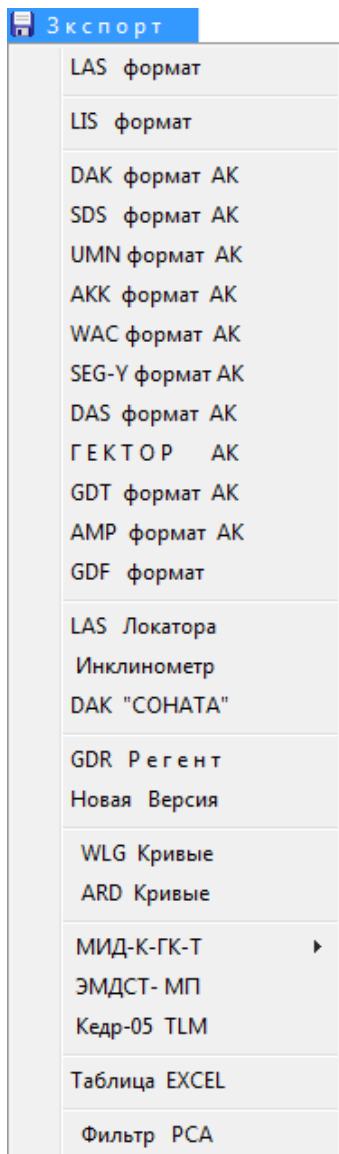 Экспорт
LAS формат
LIS формат
DAK формат АК
SDS формат АК
UMN формат АК
АКК формат АК
WAC формат АК
SEG-Y формат АК
DAS формат АК
ГЕКТОР АК
GDT формат АК
AMP формат АК
GDF формат
LAS Локатора
Инклинометр
DAK "СОНАТА"
GDR Регент
Новая Версия
WLG Кривые
ARD Кривые
МИД-К-ГК-Т
ЭМДСТ- МП
Кедр-05 TLM
Таблица EXCEL
Фильтр РСА